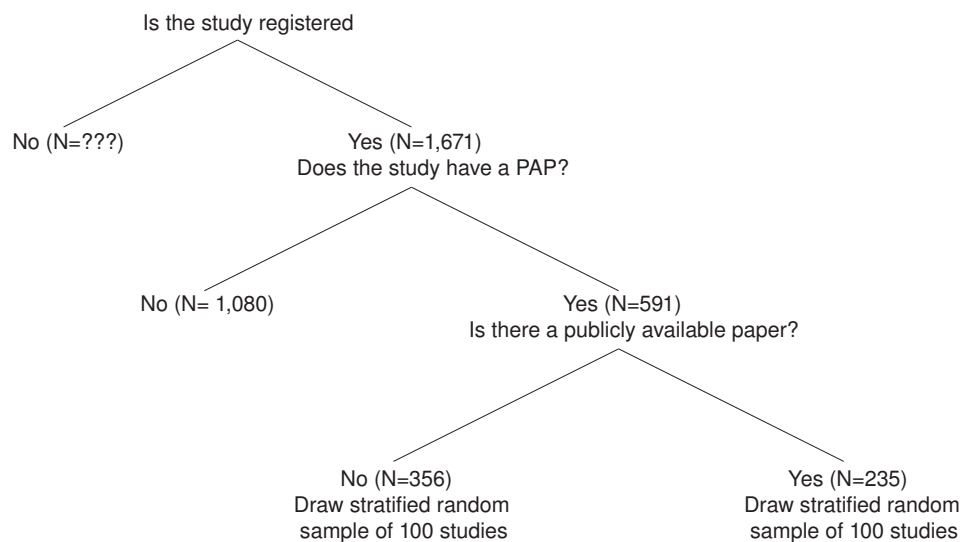 Is the study registered
No (N=???)
Yes (N=1,671)
Does the study have a PAP?
No (N= 1,080)
Yes (N=591)
Is there a publicly available paper?
No (N=356)
Draw stratified random
sample of 100 studies
Yes (N=235)
Draw stratified random
sample of 100 studies